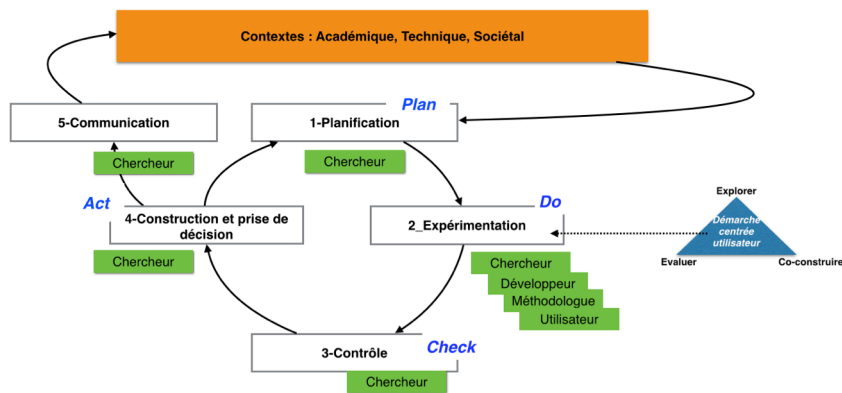 Contextes : Académique, Technique, Sociétal
Plan
5-Communication
1-Planification
Chercheur
Chercheur
Act
4-Construction et prise de
décision
Chercheur
Do
2_Expérimentation
Chercheur
Développeur
Méthodologue
Utilisateur
Explorer
Démarche
centrée
utilisateur
Evaluer
Co-construire
Check
3-Contrôle
Chercheur